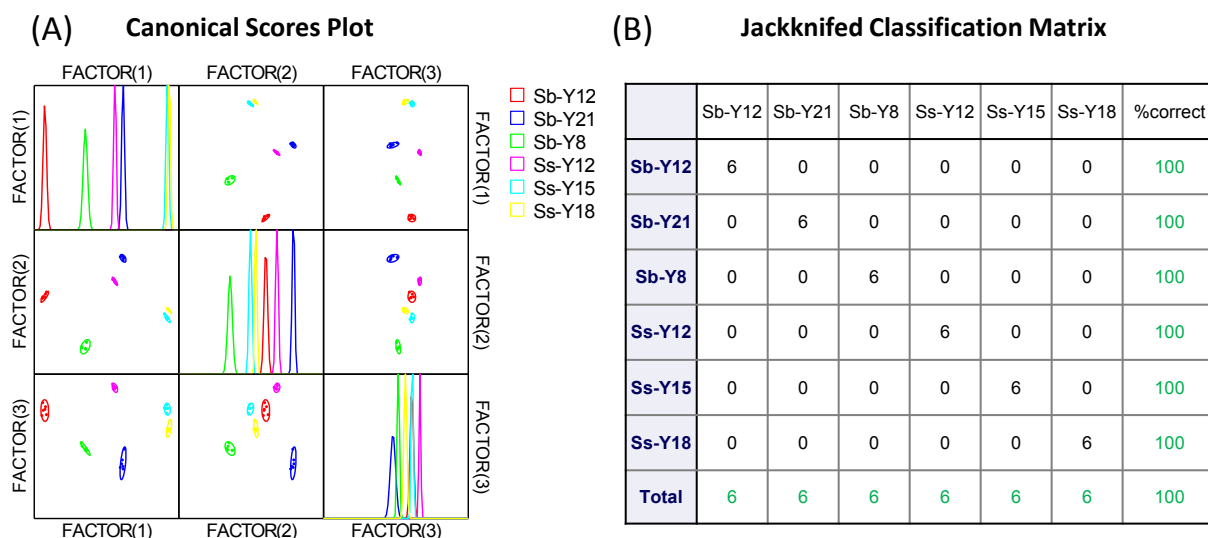 (A) Canonical Scores Plot
FACTOR(1) FACTOR(2) FACTOR(3)
FACTOR(1)
FACTOR(2)
FACTOR(3)
FACTOR(1)
FACTOR(2)
FACTOR(3)
FACTOR(1) FACTOR(2) FACTOR(3)
Sb-Y12
Sb-Y21
Sb-Y8
Ss-Y12
Ss-Y15
Ss-Y18
(B) Jackknifed Classification Matrix
Sb-Y12 Sb-Y21 Sb-Y8 Ss-Y12 Ss-Y15 Ss-Y18 %correct
Sb-Y12 6 0 0 0 0 0 100
Sb-Y21 0 6 0 0 0 0 100
Sb-Y8 0 0 6 0 0 0 100
Ss-Y12 0 0 0 6 0 0 100
Ss-Y15 0 0 0 0 6 0 100
Ss-Y18 0 0 0 0 0 6 100
Total 6 6 6 6 6 6 100